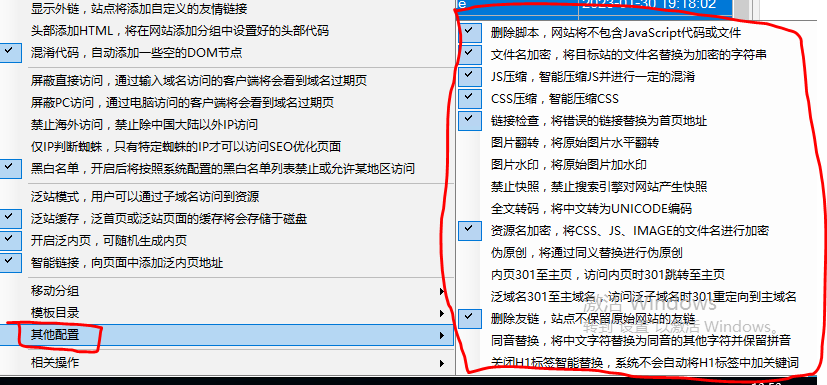 显示外链，站点将添加自定义的友情链接
头部添加HTML，将在网站添加分组中设置好的头部代码
混淆代码，自动添加一些空的DOM节点
屏蔽直接访问，通过输入域名访问的客户端将会看到域名过期页
屏蔽PC访问，通过电脑访问的客户端将会看到域名过期页
禁止海外访问，禁止除中国大陆以外IP访问
仅IP判断蜘蛛，只有特定蜘蛛的IP才可以访问SEO优化页面
黑白名单，开启后将按照系统配置的黑白名单列表禁止或允许某地区访问
泛站模式，用户可以通过子域名访问到资源
泛站缓存，泛首页或泛站页面的缓存将会存储于磁盘
开启泛内页，可随机生成内页
智能链接，向页面中添加泛内页地址
移动分组
模板目录
其他配置
相关操作
2023-01-30 19:18:02
删除脚本，网站将不包含JavaScript代码或文件
文件名加密，将目标站的文件名替换为加密的字符串
JS压缩，智能压缩JS并进行一定的混淆
CSS压缩，智能压缩CSS
链接检查，将错误的链接替换为首页地址
图片翻转，将原始图片水平翻转
图片水印，将原始图片加水印
禁止快照，禁止搜索引擎对网站产生快照
全文转码，将中文转为UNICODE编码
资源名加密，将CSS、JS、IMAGE的文件名进行加密
伪原创，将通过同义替换进行伪原创
内页301至主页，访问内页时301跳转至主页
泛域名301至主域名，访问泛子域名时301重定向到主域名
删除友链，站点不保留原始网站的友链
同音替换，将中文字符替换为同音的其他字符并保留拼音
关闭H1标签智能替换，系统不会自动将H1标签中加关键词
激活 Windows
转到"设置"以激活 Windows。